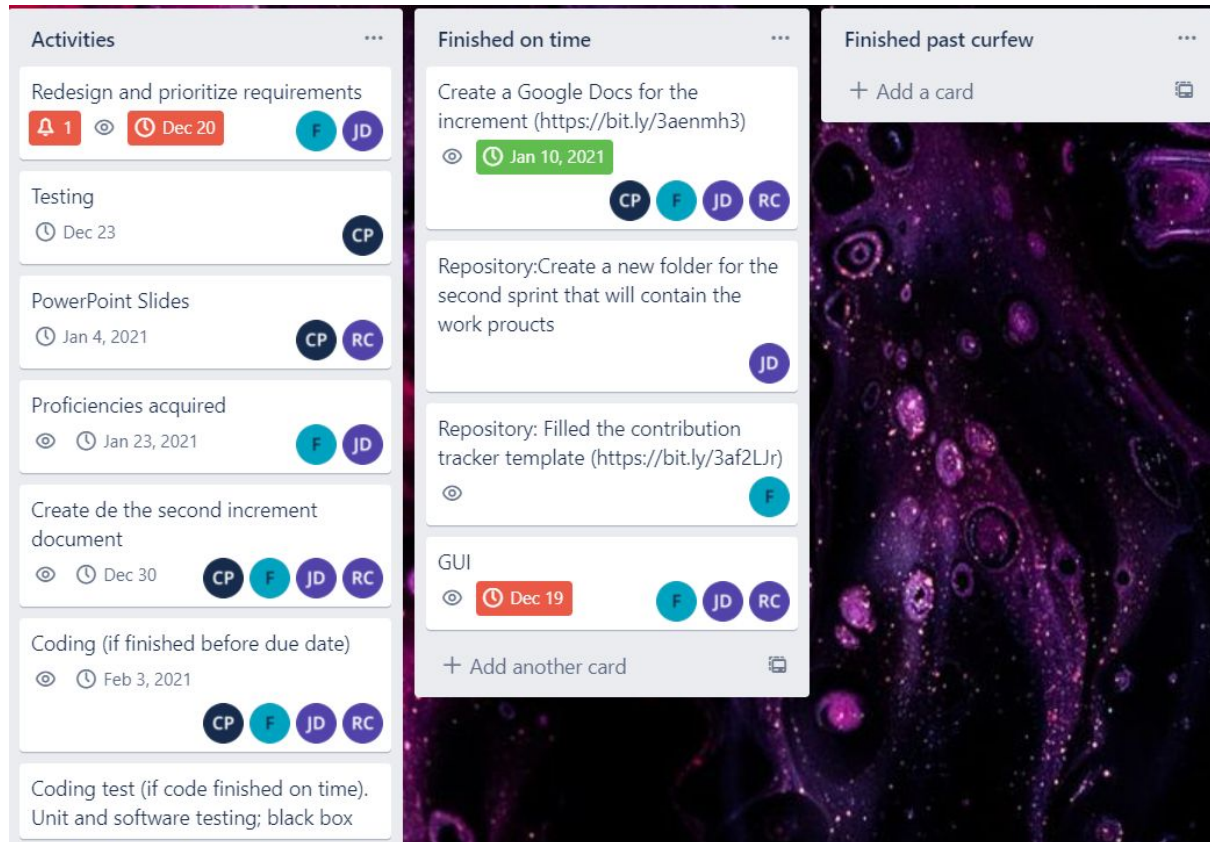 Activities
Redesign and prioritize requirements
1
Dec 20
F
JD
Testing
Dec 23
CP
PowerPoint Slides
Jan 4, 2021
CP
RC
Proficiencies acquired
Jan 23, 2021
F
JD
Create de the second increment
document
Dec 30
CP
F
JD
RC
Coding (if finished before due date)
Feb 3, 2021
CP
F
JD
RC
Coding test (if code finished on time).
Unit and software testing; black box
Finished on time
Create a Google Docs for the
increment (https://bit.ly/3aenmh3)
Jan 10, 2021
CP
F
JD
RC
Repository:Create a new folder for the
second sprint that will contain the
work proucts
JD
Repository: Filled the contribution
tracker template (https://bit.ly/3af2LJr)
F
GUI
Dec 19
F
JD
RC
+ Add another card
Finished past curfew
+ Add a card